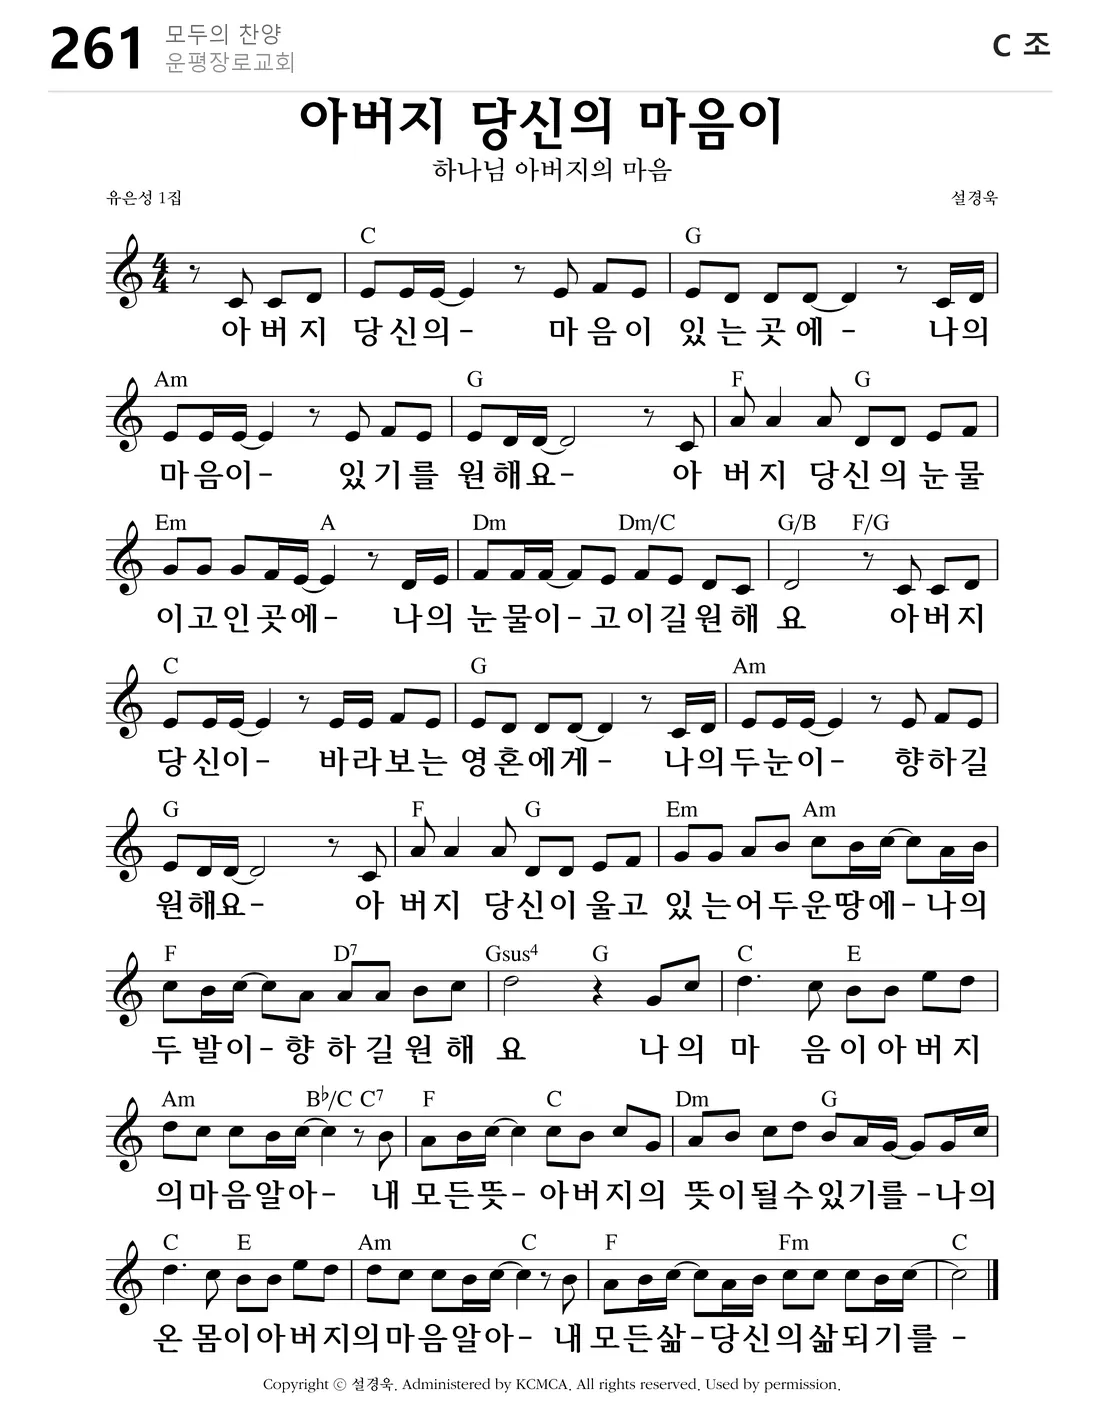 261 모두의 찬양
운평장로교회
C 조
아버지 당신의 마음이
하나님 아버지의 마음
유은성 1집 설경욱
C G
아 버 지 당 신 의 - 마 음 이 있 는 곳 에 - 나 의
Am G F G
마 음 이 - 있 기 를 원 해 요 - 아 버 지 당 신 의 눈 물
Em A Dm Dm/C G/B F/G
이 고 인 곳 에 - 나 의 눈 물 이 - 고 이 길 원 해 요 아 버 지
C G Am
당 신 이 - 바 라 보 는 영 혼 에 게 - 나 의 두 눈 이 - 향 하 길
G F G Em Am
원 해 요 - 아 버 지 당 신 이 울 고 있 는 어 두 운 땅 에 - 나 의
F D7 Gsus4 G C E
두 발 이 - 향 하 길 원 해 요 나 의 마 음 이 아 버 지
Am B♭/C C7 F C Dm G
의 마 음 알 아 - 내 모 든 뜻 - 아 버 지 의 뜻 이 될 수 있 기 를 - 나 의
C E Am C F Fm C
온 몸 이 아 버 지 의 마 음 알 아 - 내 모 든 삶 - 당 신 의 삶 되 기 를 -
Copyright ⓒ 설경욱. Administered by KCMCA. All rights reserved. Used by permission.